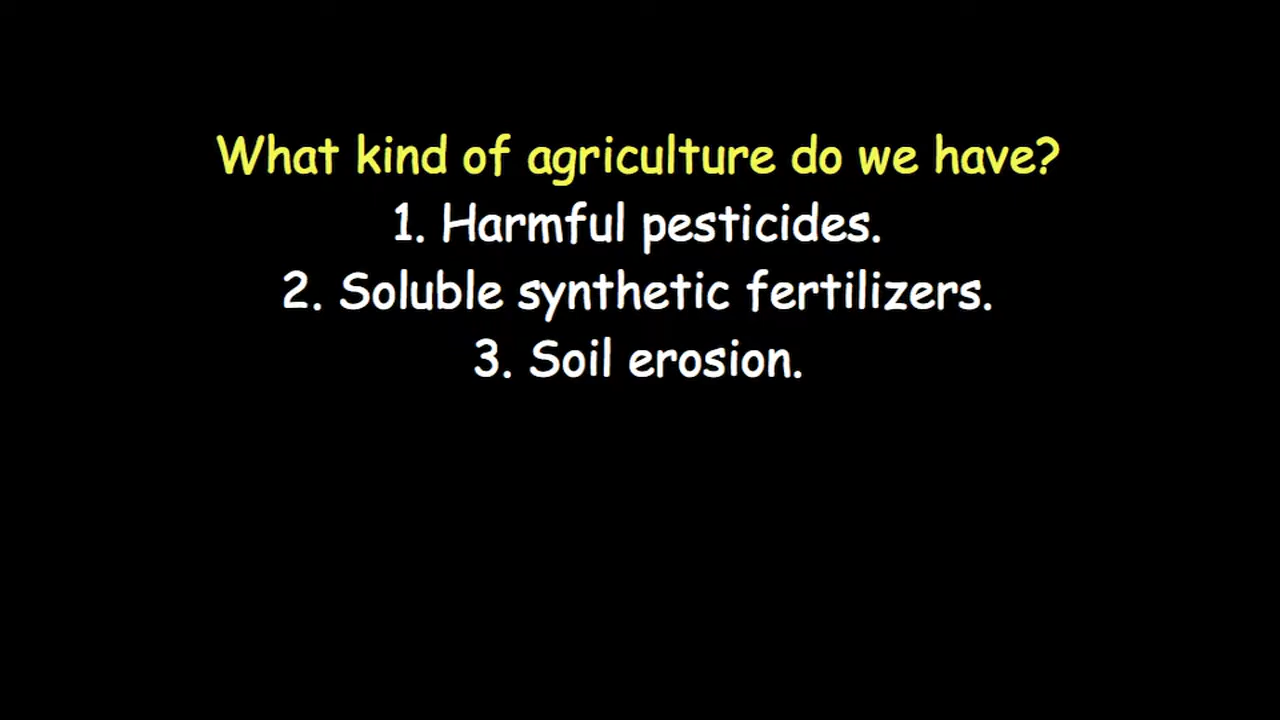 What kind of agriculture do we have?
1. Harmful pesticides.
2. Soluble synthetic fertilizers.
3. Soil erosion.